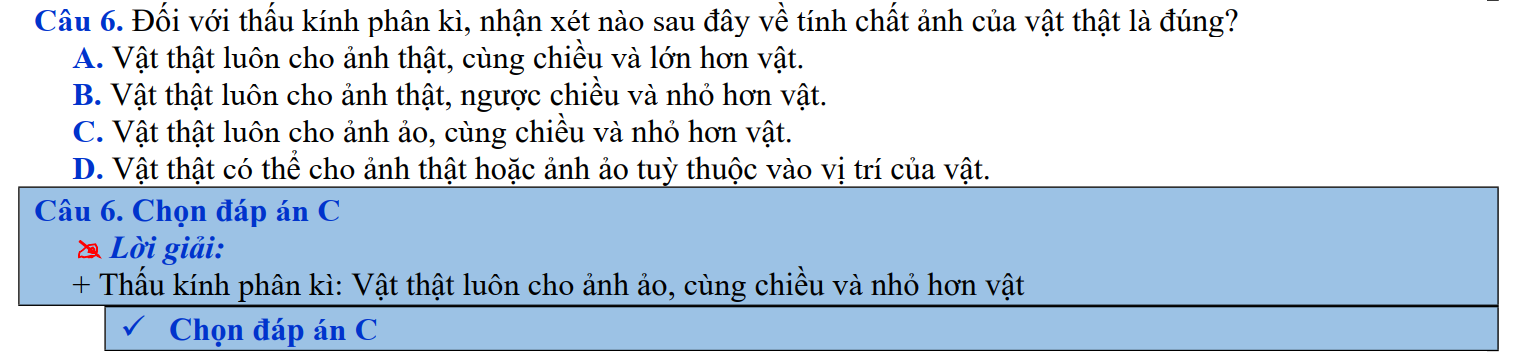 Câu 6. Đối với thấu kính phân kì, nhận xét nào sau đây về tính chất ảnh của vật thật là đúng?
A. Vật thật luôn cho ảnh thật, cùng chiều và lớn hơn vật.
B. Vật thật luôn cho ảnh thật, ngược chiều và nhỏ hơn vật.
C. Vật thật luôn cho ảnh ảo, cùng chiều và nhỏ hơn vật.
D. Vật thật có thể cho ảnh thật hoặc ảnh ảo tuỳ thuộc vào vị trí của vật.
Câu 6. Chọn đáp án C
Lời giải:
+ Thấu kính phân kì: Vật thật luôn cho ảnh ảo, cùng chiều và nhỏ hơn vật
✓ Chọn đáp án C